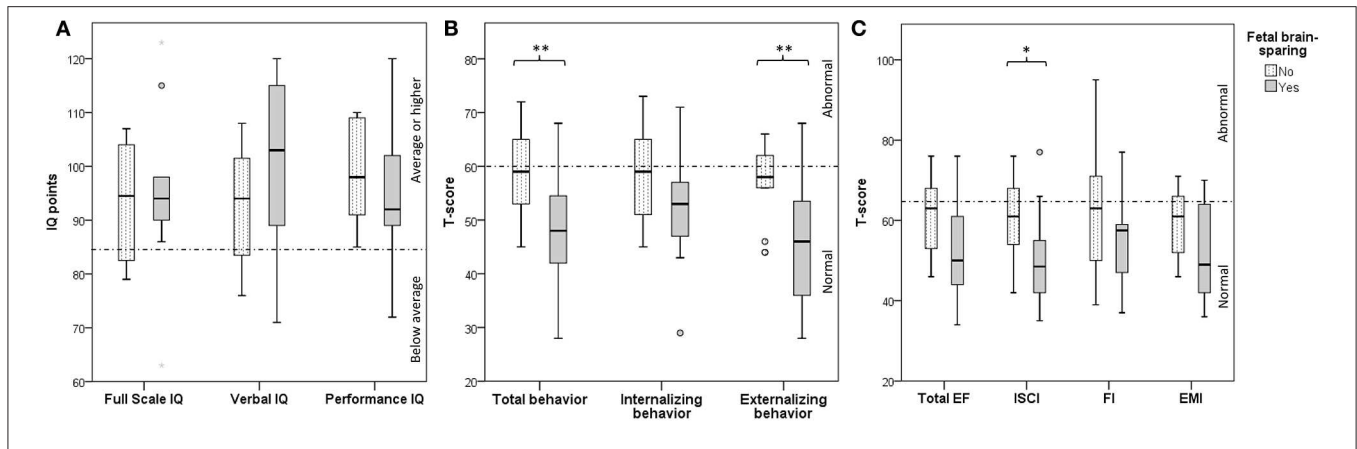 A
IQ points
120
110
100
90
80
70
60
Average or higher
Below average
Full Scale IQ
Verbal IQ
Performance IQ
B
T-score
80
70
60
50
40
30
20
**
**
Abnormal
Normal
Total behavior
Internalizing
behavior
Externalizing
behavior
C
T-score
100
80
60
40
20
*
Abnormal
Normal
Total EF
ISCI
FI
EMI
Fetal brain-
sparing
No
Yes